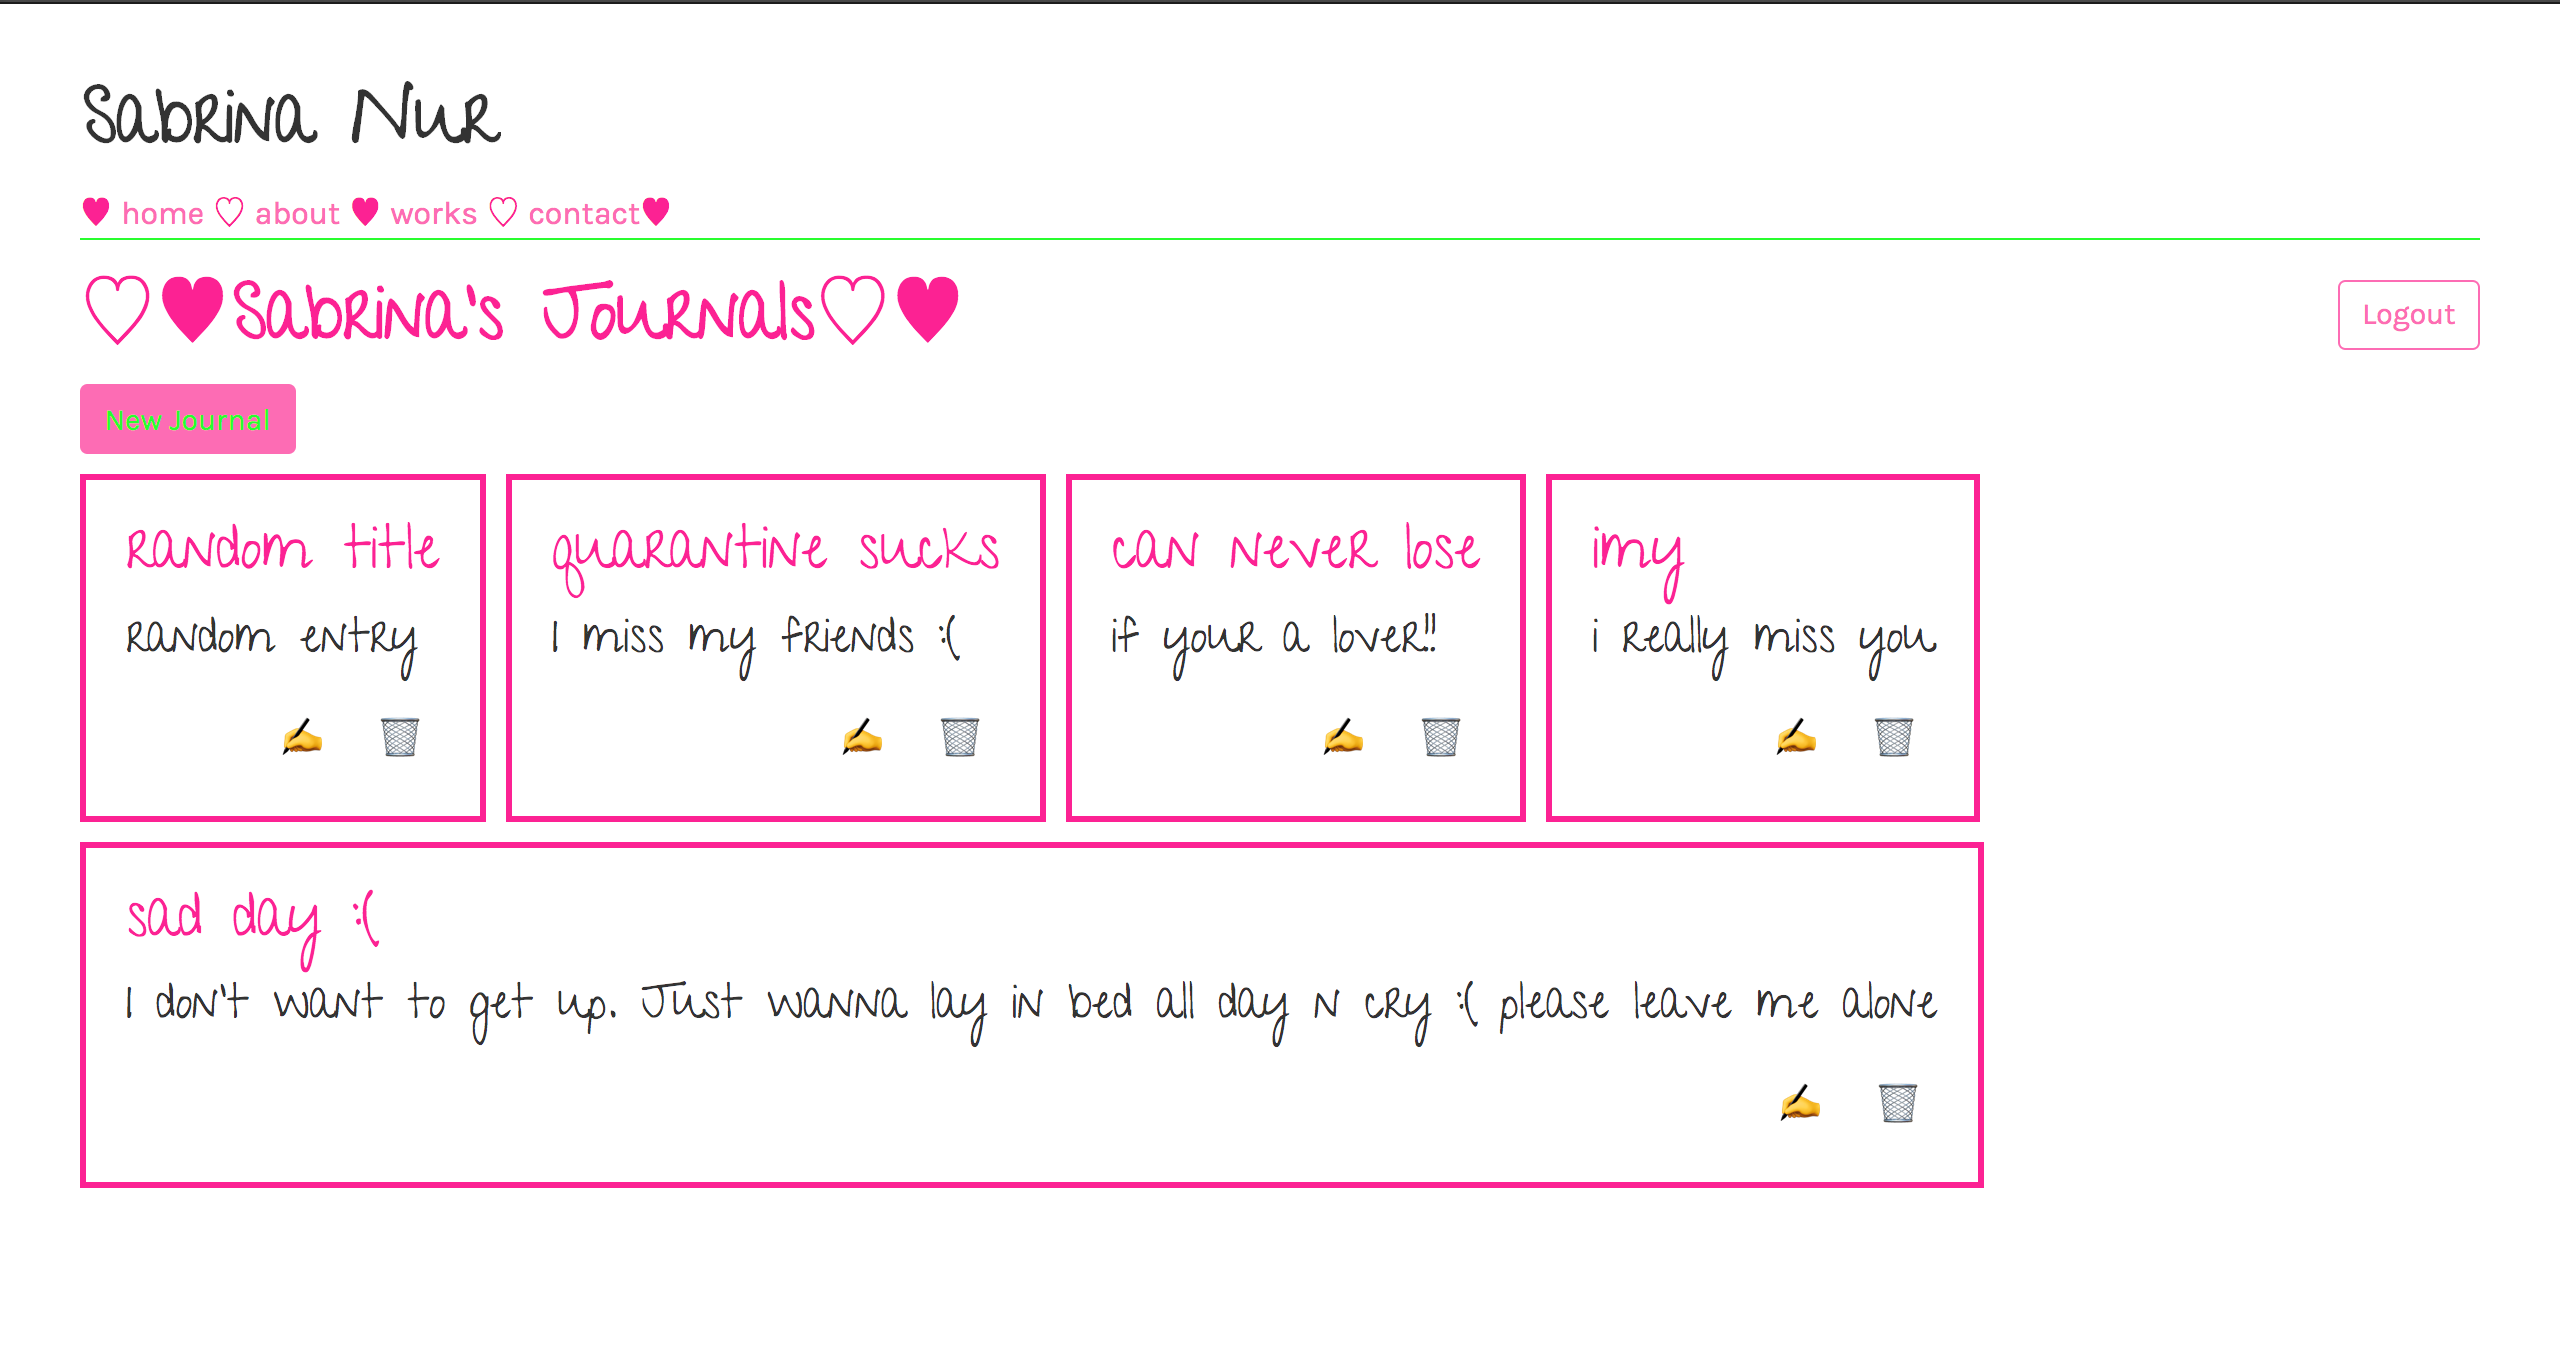 Sabrina Nur
♥ home ♡ about ♥ works ♡ contact♥
♡♥Sabrina's Journals♡♥
Logout
New Journal
random title
random entry
quarantine sucks
I miss my friends :(
can never lose
if your a lover!!
imy
i really miss you
sad day :(
I don't want to get up. Just wanna lay in bed all day n cry :( please leave me alone